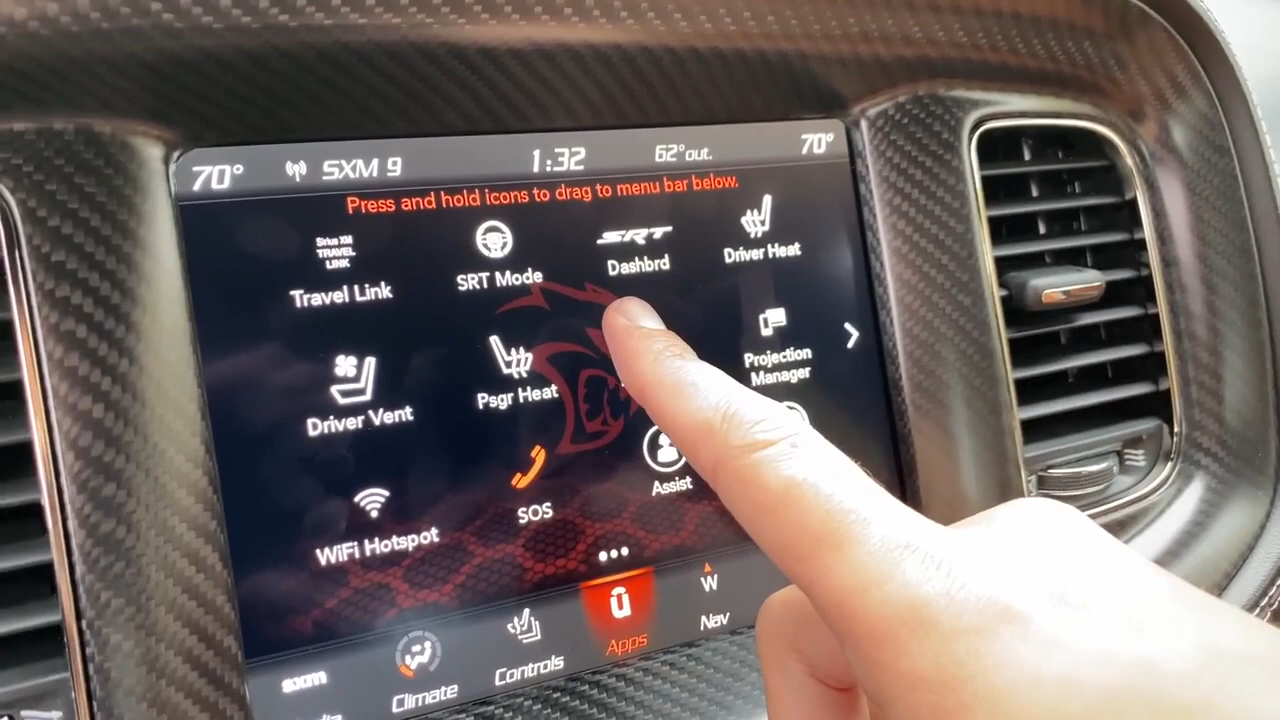 70° SXM 9 1:32 62° out. 70°
Press and hold icons to drag to menu bar below.
Sirius XM
TRAVEL
LINK
Travel Link
SRT Mode
SRT
Dashbrd
Driver Heat
Driver Vent
Psgr Heat
Projection
Manager
WiFi Hotspot
SOS
Assist
sxm
Climate
Controls
Apps
W
Nav